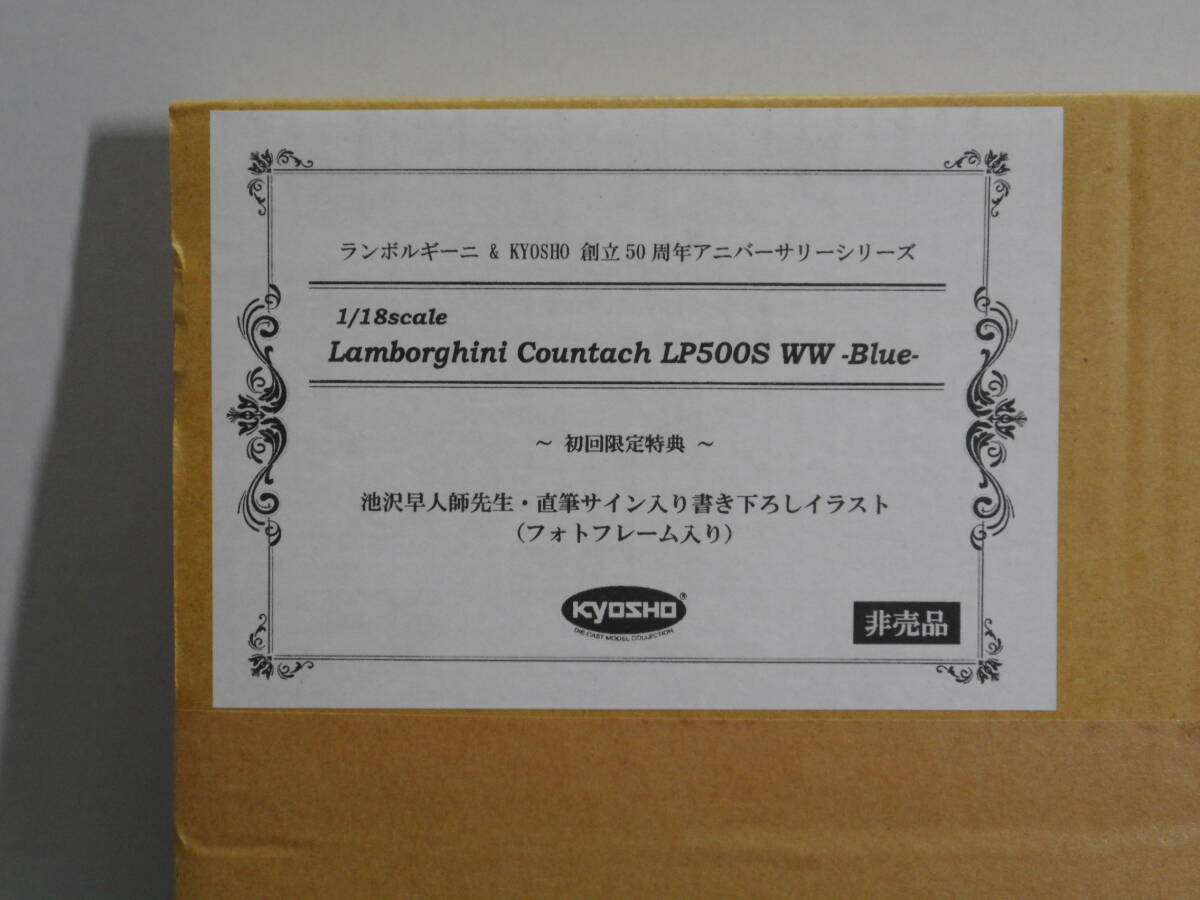 ランボルギーニ & KYOSHO 創立50周年アニバーサリーシリーズ
1/18scale
Lamborghini Countach LP500S WW -Blue-
～ 初回限定特典 ～
池沢早人師先生・直筆サイン入り書き下ろしイラスト
（フォトフレーム入り）
KYOSHO®
DIE-CAST MODEL COLLECTION
非売品